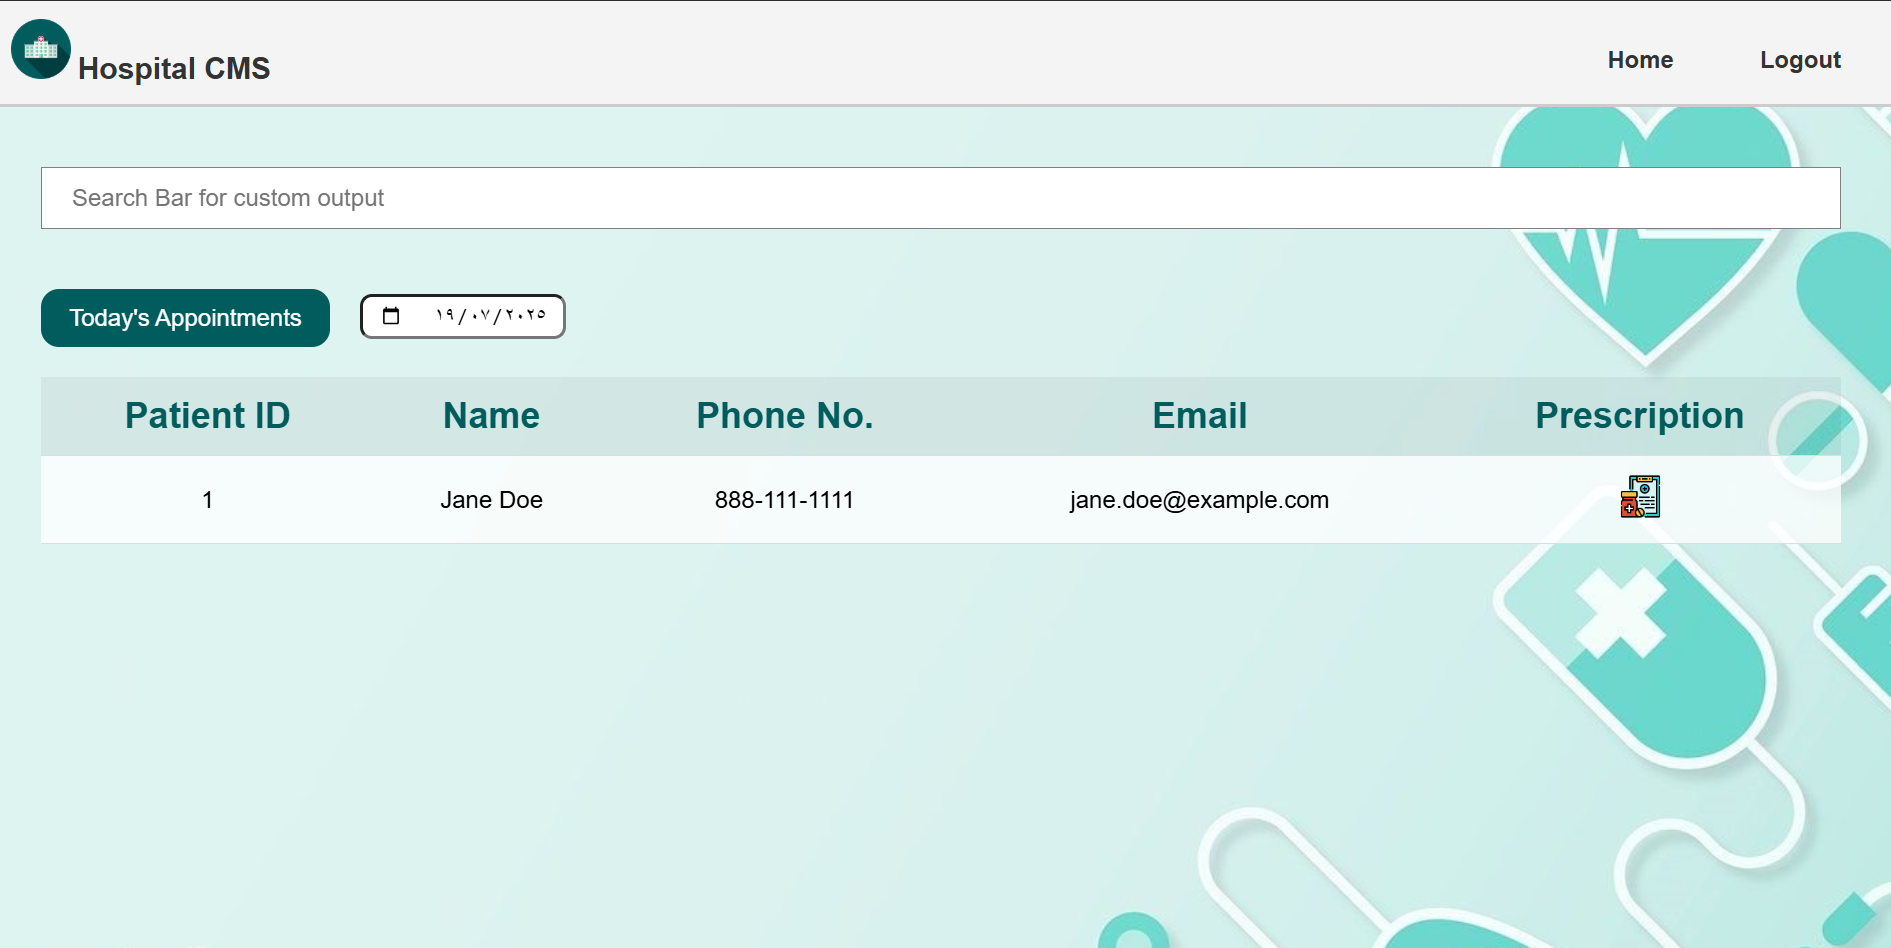 Hospital CMS
Home
Logout
Search Bar for custom output
Today's Appointments
١٩/٠٧/٢٠٢٥
Patient ID Name Phone No. Email Prescription
1 Jane Doe 888-111-1111 jane.doe@example.com